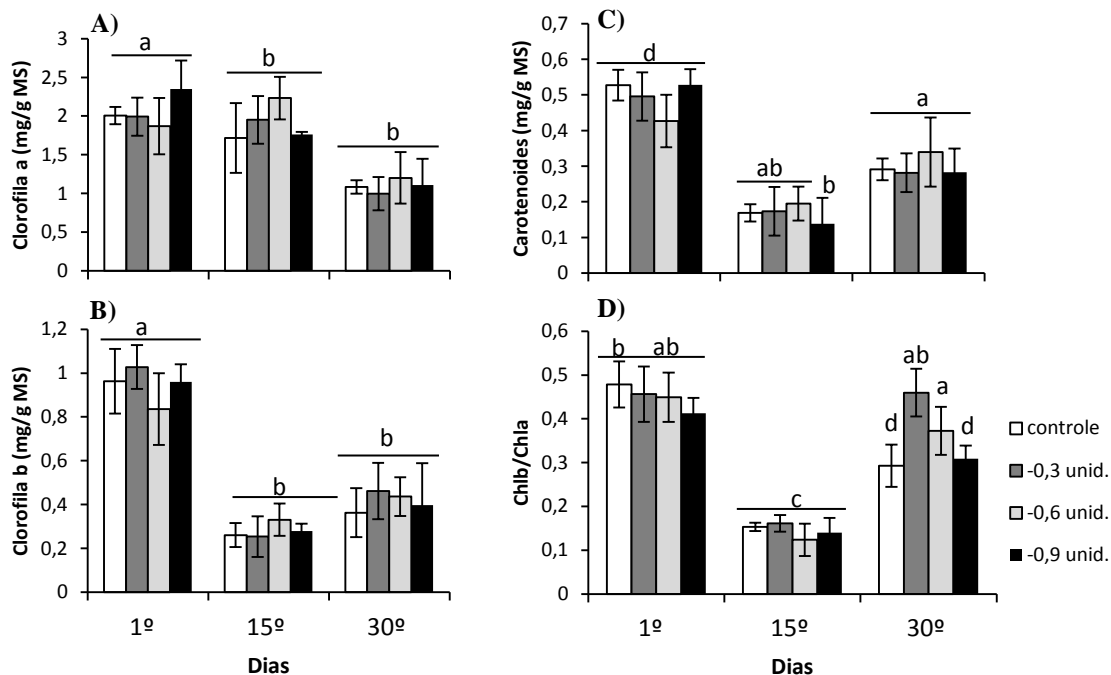 A)
Clorofila a (mg/g MS)
3
2,5
2
1,5
1
0,5
0
a
b
b
C)
Carotenoides (mg/g MS)
0,7
0,6
0,5
0,4
0,3
0,2
0,1
0
d
ab
b
a
B)
Clorofila b (mg/g MS)
1,2
1
0,8
0,6
0,4
0,2
0
a
b
b
1º
15º
30º
Dias
D)
Chlb/Chla
0,6
0,5
0,4
0,3
0,2
0,1
0
b
ab
c
d
ab
a
d
1º
15º
30º
Dias
controle
-0,3 unid.
-0,6 unid.
-0,9 unid.